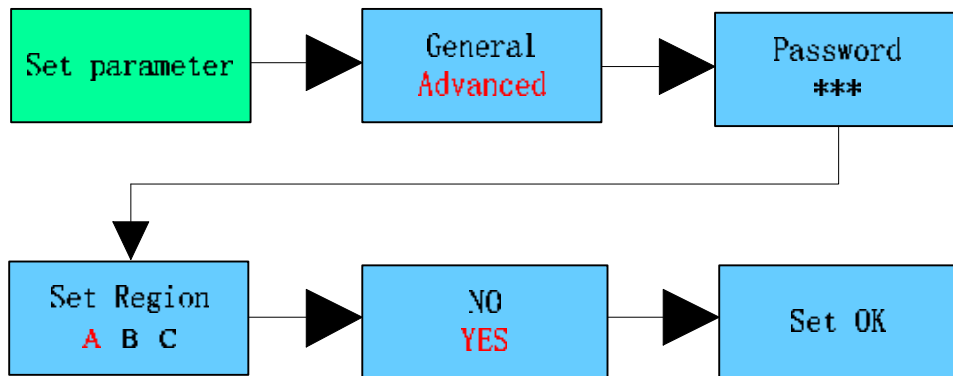 Set parameter
General
Advanced
Password
***
Set Region
A B C
NO
YES
Set OK